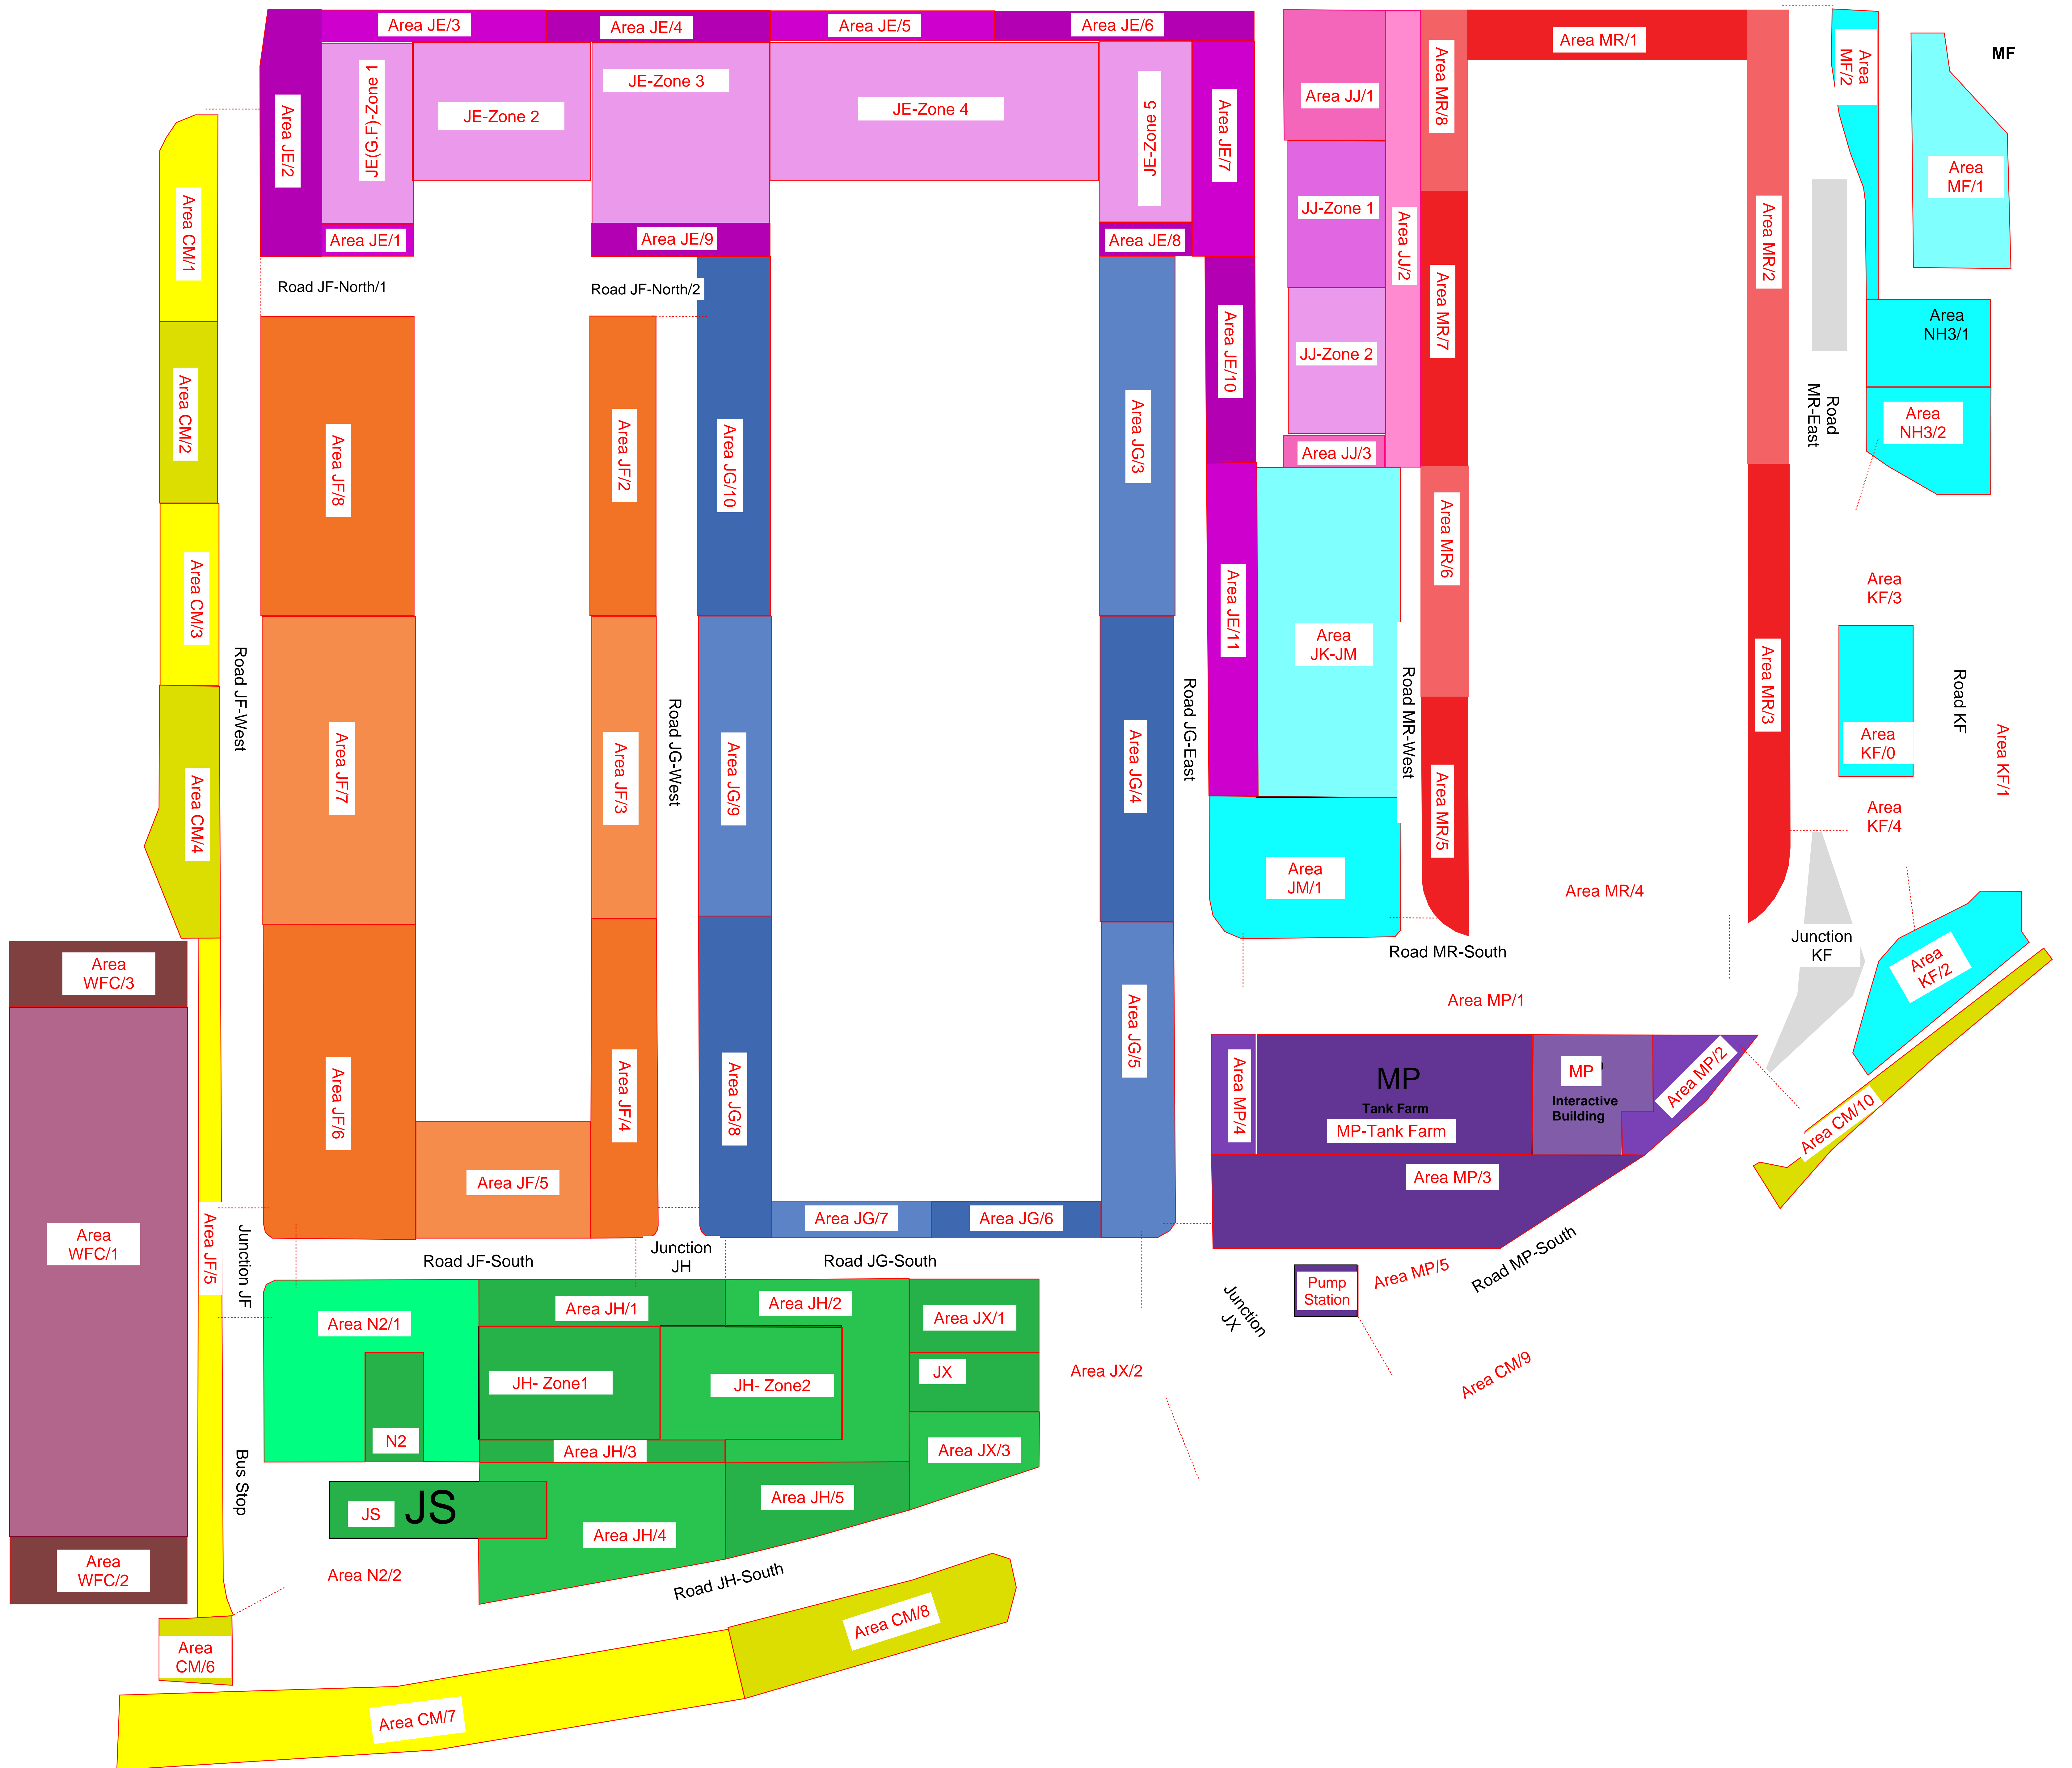 Area JE/3
Area JE/4
Area JE/5
Area JE/6
Area JE/2
JE(G.F)-Zone 1
JE-Zone 2
JE-Zone 3
JE-Zone 4
JE-Zone 5
Area JE/7
Area JE/1
Area JE/9
Area JE/8
Area JE/10
Area JE/11
Area JJ/1
JJ-Zone 1
JJ-Zone 2
Area JJ/2
Area JJ/3
Area MR/8
Area MR/1
Area MR/2
Area MR/7
Area MR/6
Area MR/3
Area MR/5
Area MR/4
Area
MF/2
MF
Area
MF/1
Area
NH3/1
Area
NH3/2
Road
MR-East
Area
KF/3
Area
KF/0
Road KF
Area KF/1
Area
KF/4
Junction
KF
Area
KF/2
Area CM/10
Area CM/1
Area CM/2
Area CM/3
Area CM/4
Road JF-West
Road JF-North/1
Road JF-North/2
Area JF/8
Area JF/2
Area JF/7
Area JF/3
Area JF/6
Area JF/4
Area JF/5
Road JG-West
Area JG/10
Area JG/9
Area JG/8
Area JG/3
Area JG/4
Area JG/5
Area JG/7
Area JG/6
Road JG-East
Area
JK-JM
Road MR-West
Area
JM/1
Road MR-South
Area MP/1
Area MP/4
MP
Tank Farm
MP-Tank Farm
MP
Interactive
Building
Area MP/2
Area MP/3
Road MP-South
Area MP/5
Pump
Station
Junction
JX
Area CM/9
Area
WFC/3
Area
WFC/1
Area
WFC/2
Area JF/5
Junction JF
Bus Stop
Road JF-South
Junction
JH
Road JG-South
Area N2/1
N2
Area JH/1
Area JH/2
JH- Zone1
JH- Zone2
Area JH/3
Area JH/4
Area JH/5
Area JX/1
JX
Area JX/2
Area JX/3
JS
JS
Area N2/2
Road JH-South
Area
CM/6
Area CM/7
Area CM/8